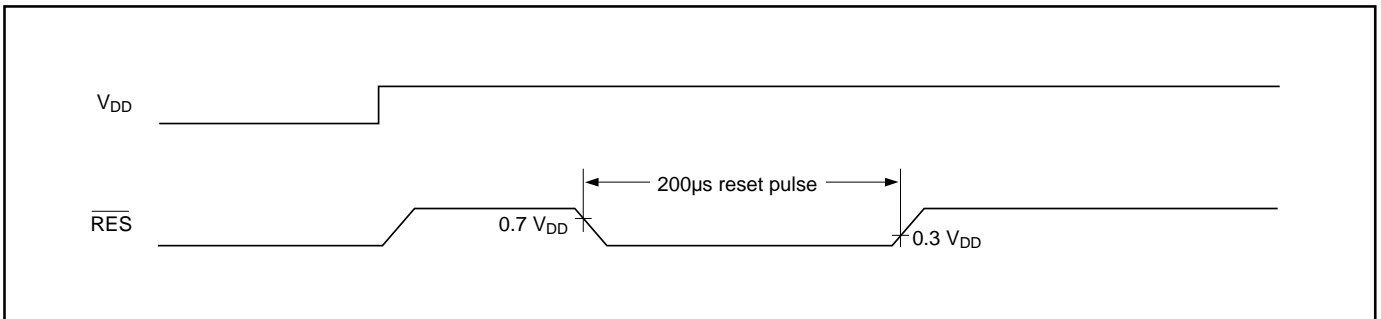 VDD
200µs reset pulse
RES
0.7 VDD
0.3 VDD